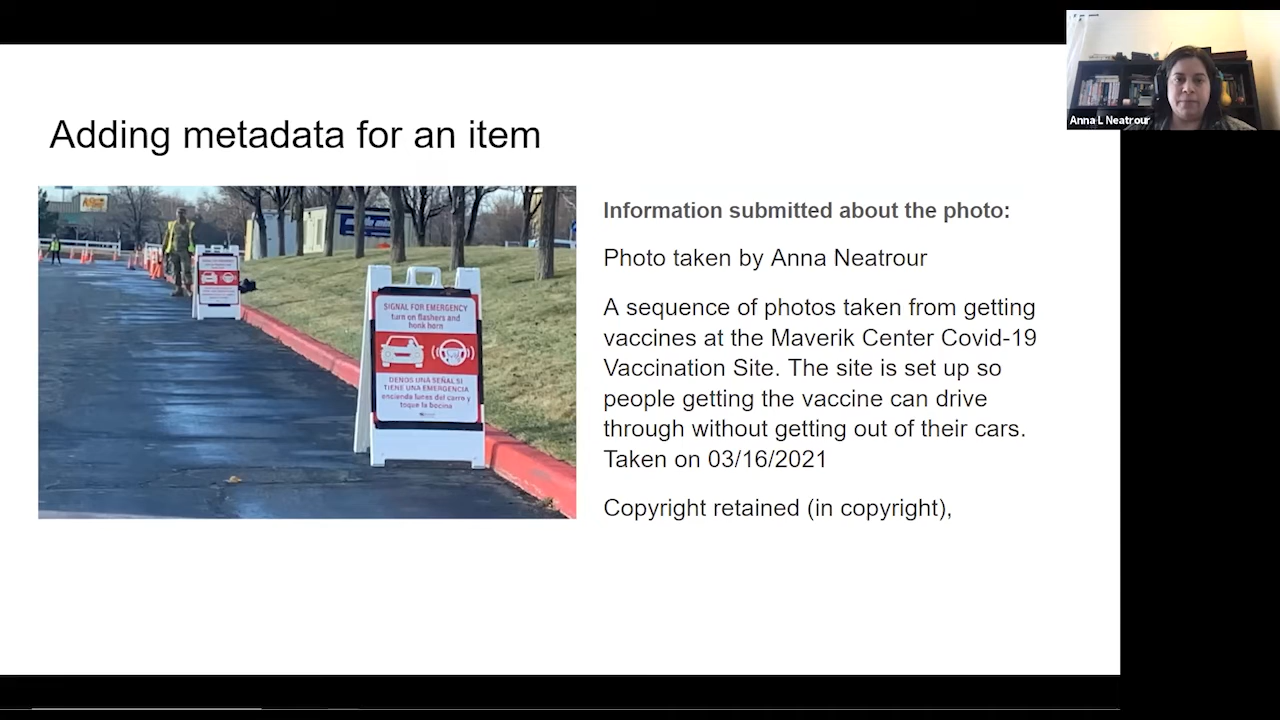 Anna L Neatrour
Adding metadata for an item
SIGNAL FOR EMERGENCY
turn on flashers and
honk horn
DENOS UNA SEÑAL SI
TIENE UNA EMERGENCIA
encienda luces del carro y
toque la bocina
Information submitted about the photo:
Photo taken by Anna Neatrour
A sequence of photos taken from getting
vaccines at the Maverik Center Covid-19
Vaccination Site. The site is set up so
people getting the vaccine can drive
through without getting out of their cars.
Taken on 03/16/2021
Copyright retained (in copyright),